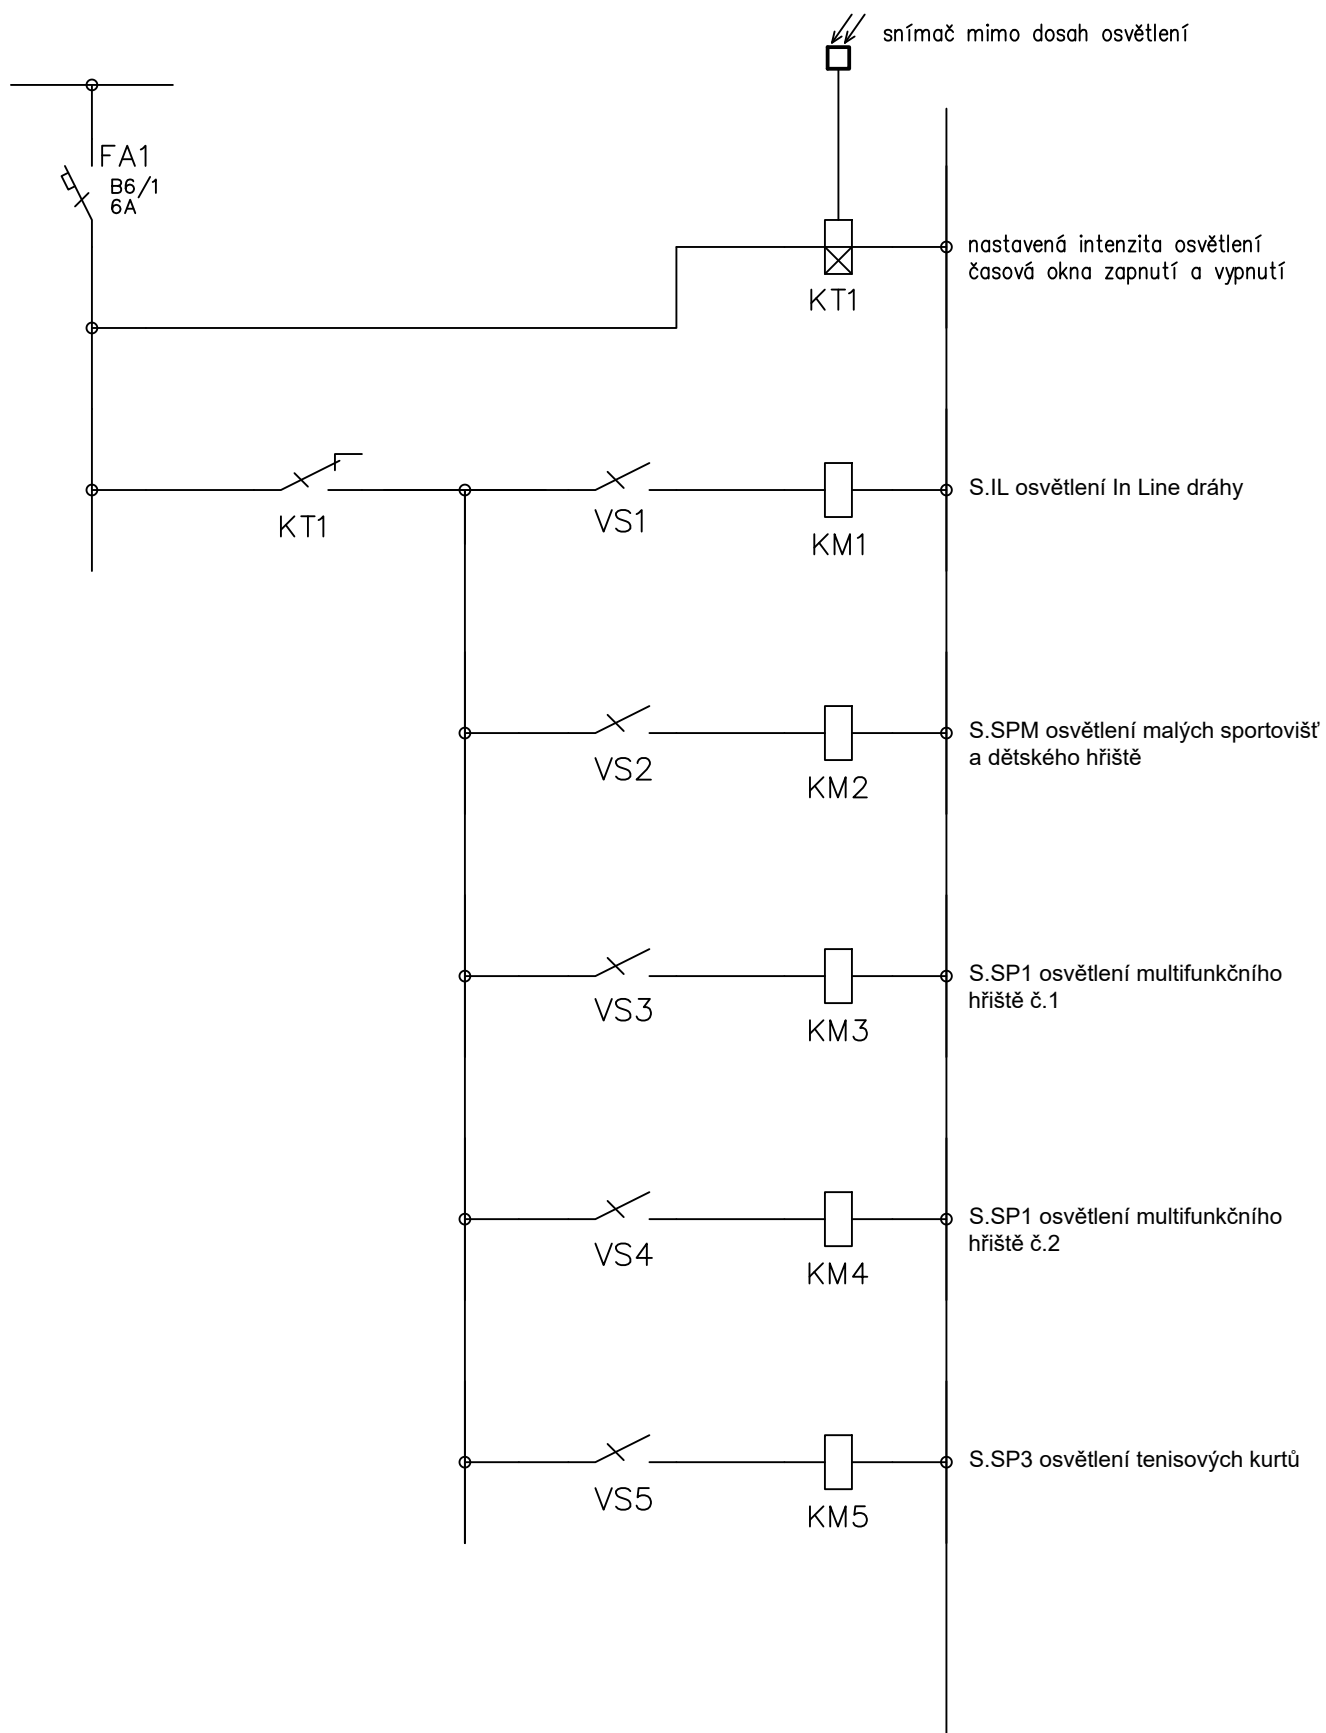 snímač mimo dosah osvětlení
FA1
B6/1
6A
nastavená intenzita osvětlení
časová okna zapnutí a vypnutí
KT1
S.IL osvětlení In Line dráhy
KT1
VS1
KM1
S.SPM osvětlení malých sportovišť
a dětského hřiště
VS2
KM2
S.SP1 osvětlení multifunkčního
hřiště č.1
VS3
KM3
S.SP1 osvětlení multifunkčního
hřiště č.2
VS4
KM4
S.SP3 osvětlení tenisových kurtů
VS5
KM5